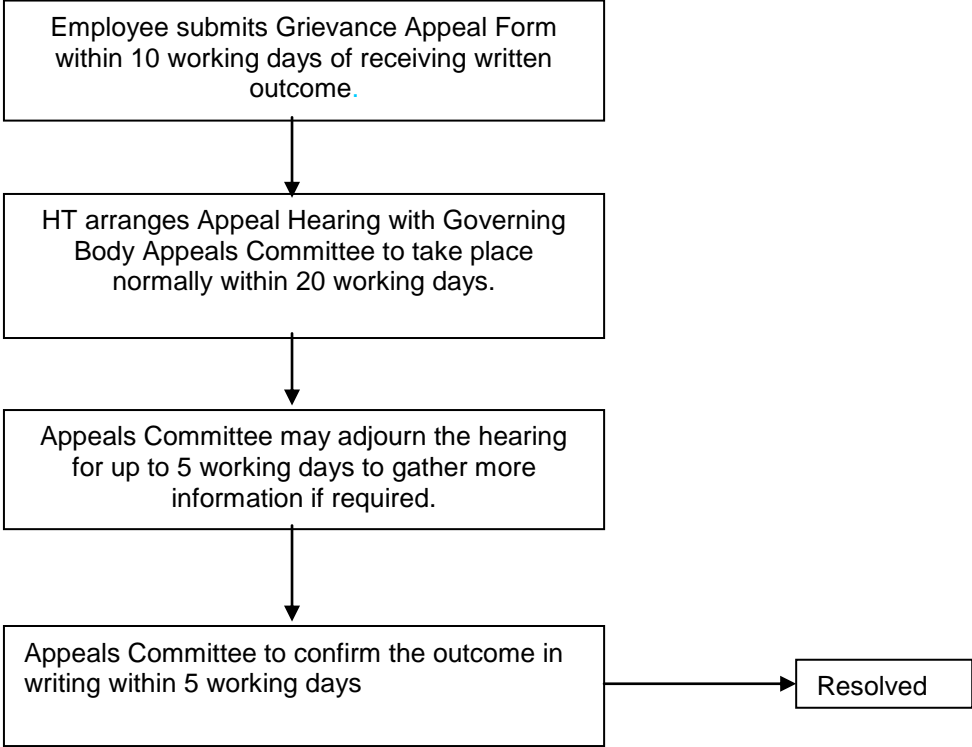 Employee submits Grievance Appeal Form
within 10 working days of receiving written
outcome.
HT arranges Appeal Hearing with Governing
Body Appeals Committee to take place
normally within 20 working days.
Appeals Committee may adjourn the hearing
for up to 5 working days to gather more
information if required.
Appeals Committee to confirm the outcome in
writing within 5 working days
Resolved